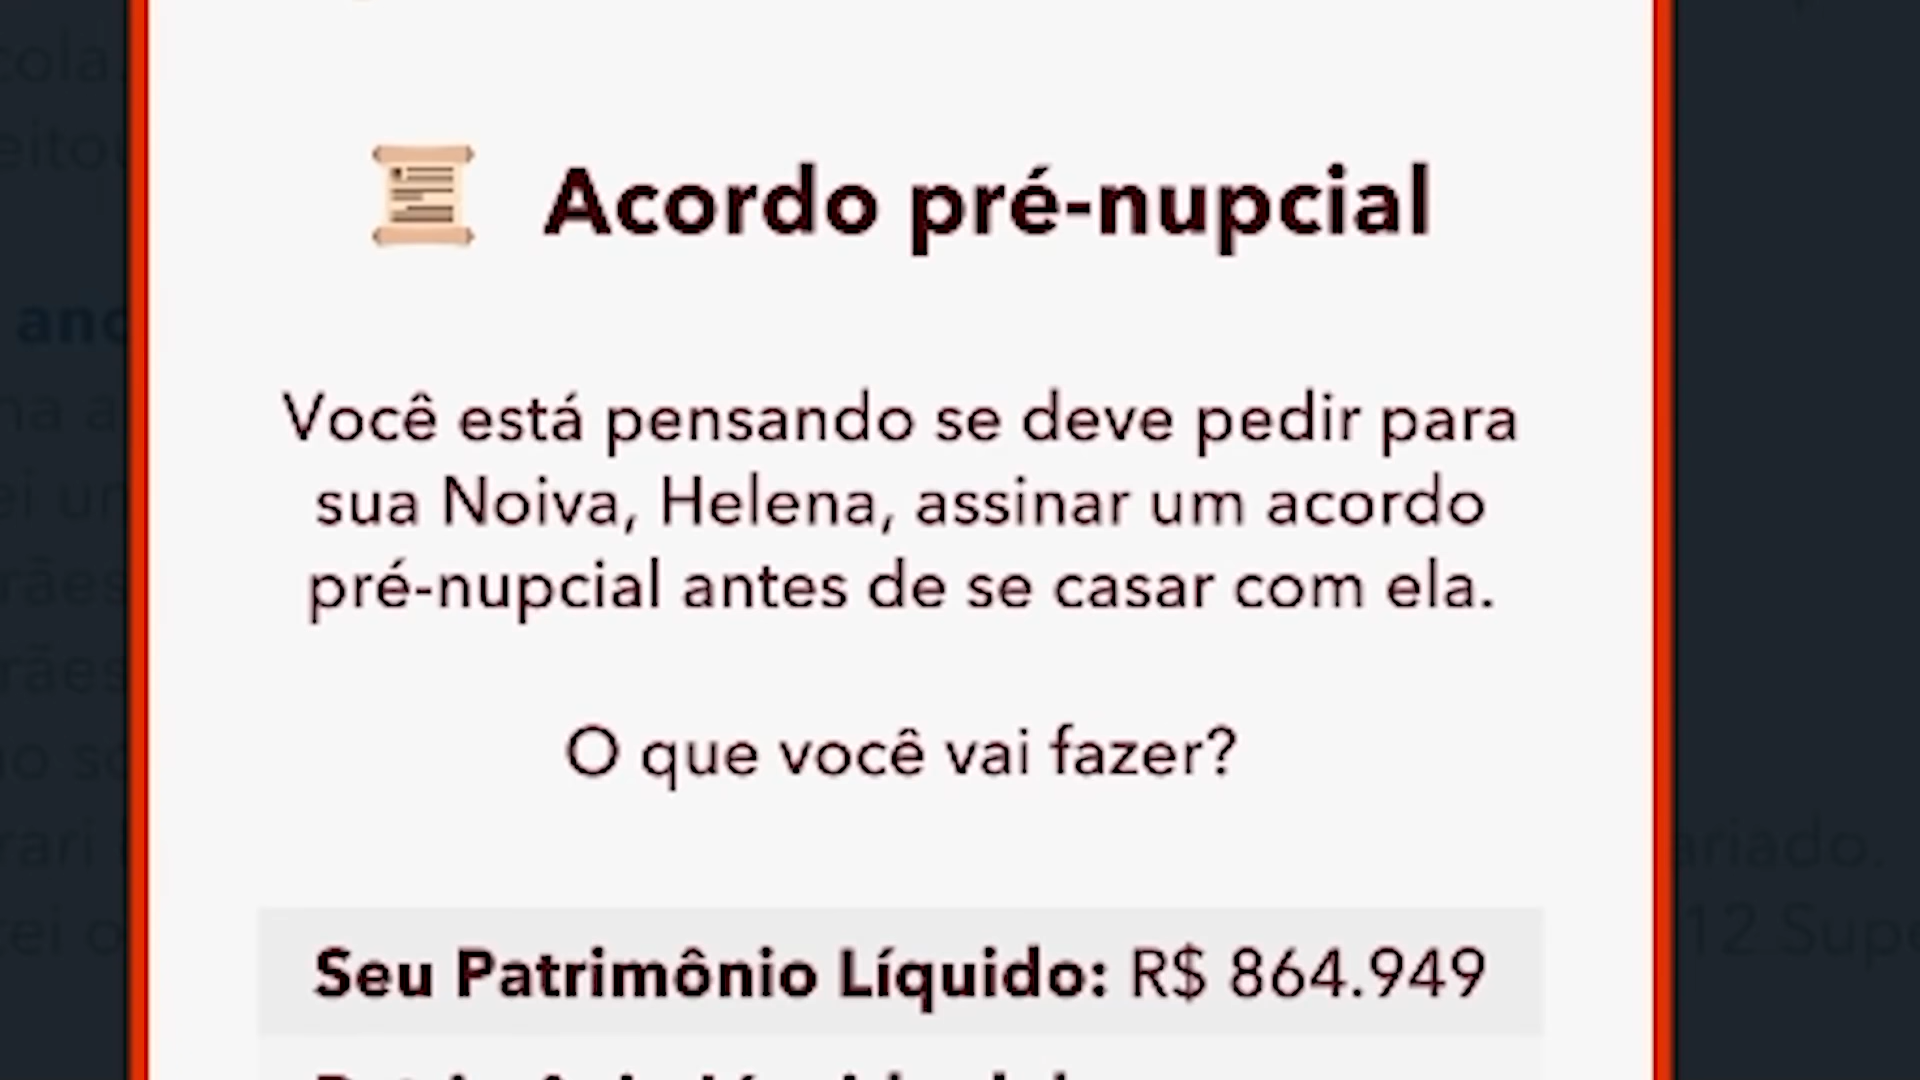 Acordo pré-nupcial
Você está pensando se deve pedir para
sua Noiva, Helena, assinar um acordo
pré-nupcial antes de se casar com ela.
O que você vai fazer?
Seu Patrimônio Líquido: R$ 864.949